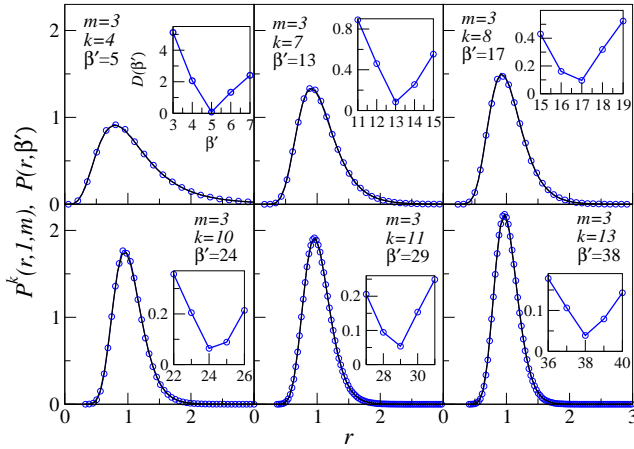 P^k(r,1,m), P(r,β′)
2
1
0
m=3
k=4
β′=5
D(β′)
4
2
0
3 4 5 6 7
β′
m=3
k=7
β′=13
0.8
0.4
0
11 12 13 14 15
m=3
k=8
β′=17
0.4
0
15 16 17 18 19
2
1
0
m=3
k=10
β′=24
0.2
0
22 24 26
m=3
k=11
β′=29
0.2
0.1
0
28 30
m=3
k=13
β′=38
0.1
0
36 38 40
0 1 2 0 1 2 0 1 2 3
r